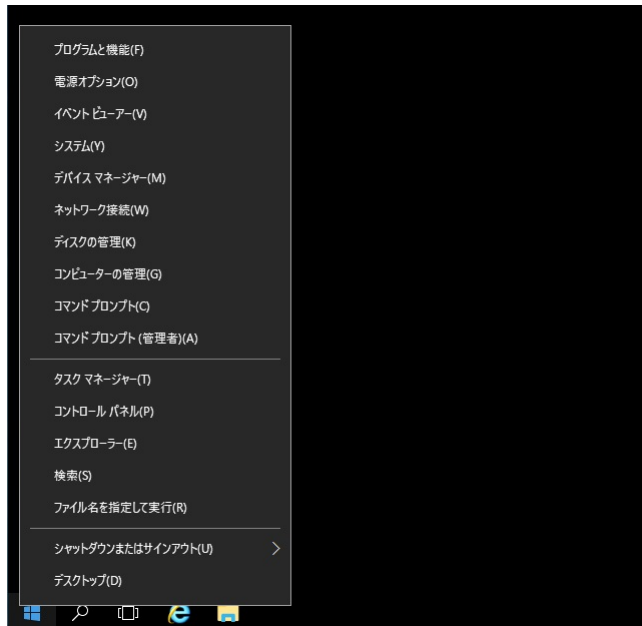 プログラムと機能(F)
電源オプション(O)
イベント ビューアー(V)
システム(Y)
デバイス マネージャー(M)
ネットワーク接続(W)
ディスクの管理(K)
コンピューターの管理(G)
コマンド プロンプト(C)
コマンド プロンプト (管理者)(A)
タスク マネージャー(T)
コントロール パネル(P)
エクスプローラー(E)
検索(S)
ファイル名を指定して実行(R)
シャットダウンまたはサインアウト(U)
デスクトップ(D)